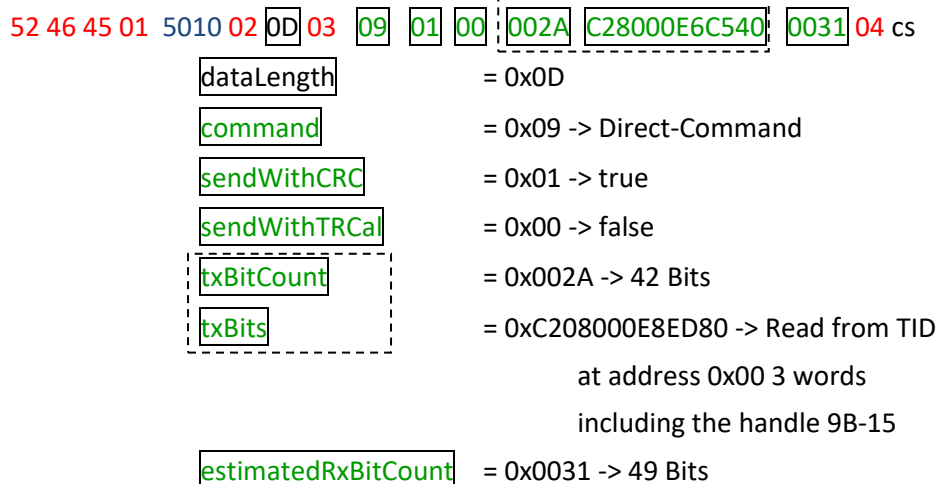 52 46 45 01 5010 02 0D 03 09 01 00 002A C28000E6C540 0031 04 cs
dataLength = 0x0D
command = 0x09 -> Direct-Command
sendWithCRC = 0x01 -> true
sendWithTRCal = 0x00 -> false
txBitCount = 0x002A -> 42 Bits
txBits = 0xC208000E8ED80 -> Read from TID
at address 0x00 3 words
including the handle 9B-15
estimatedRxBitCount = 0x0031 -> 49 Bits